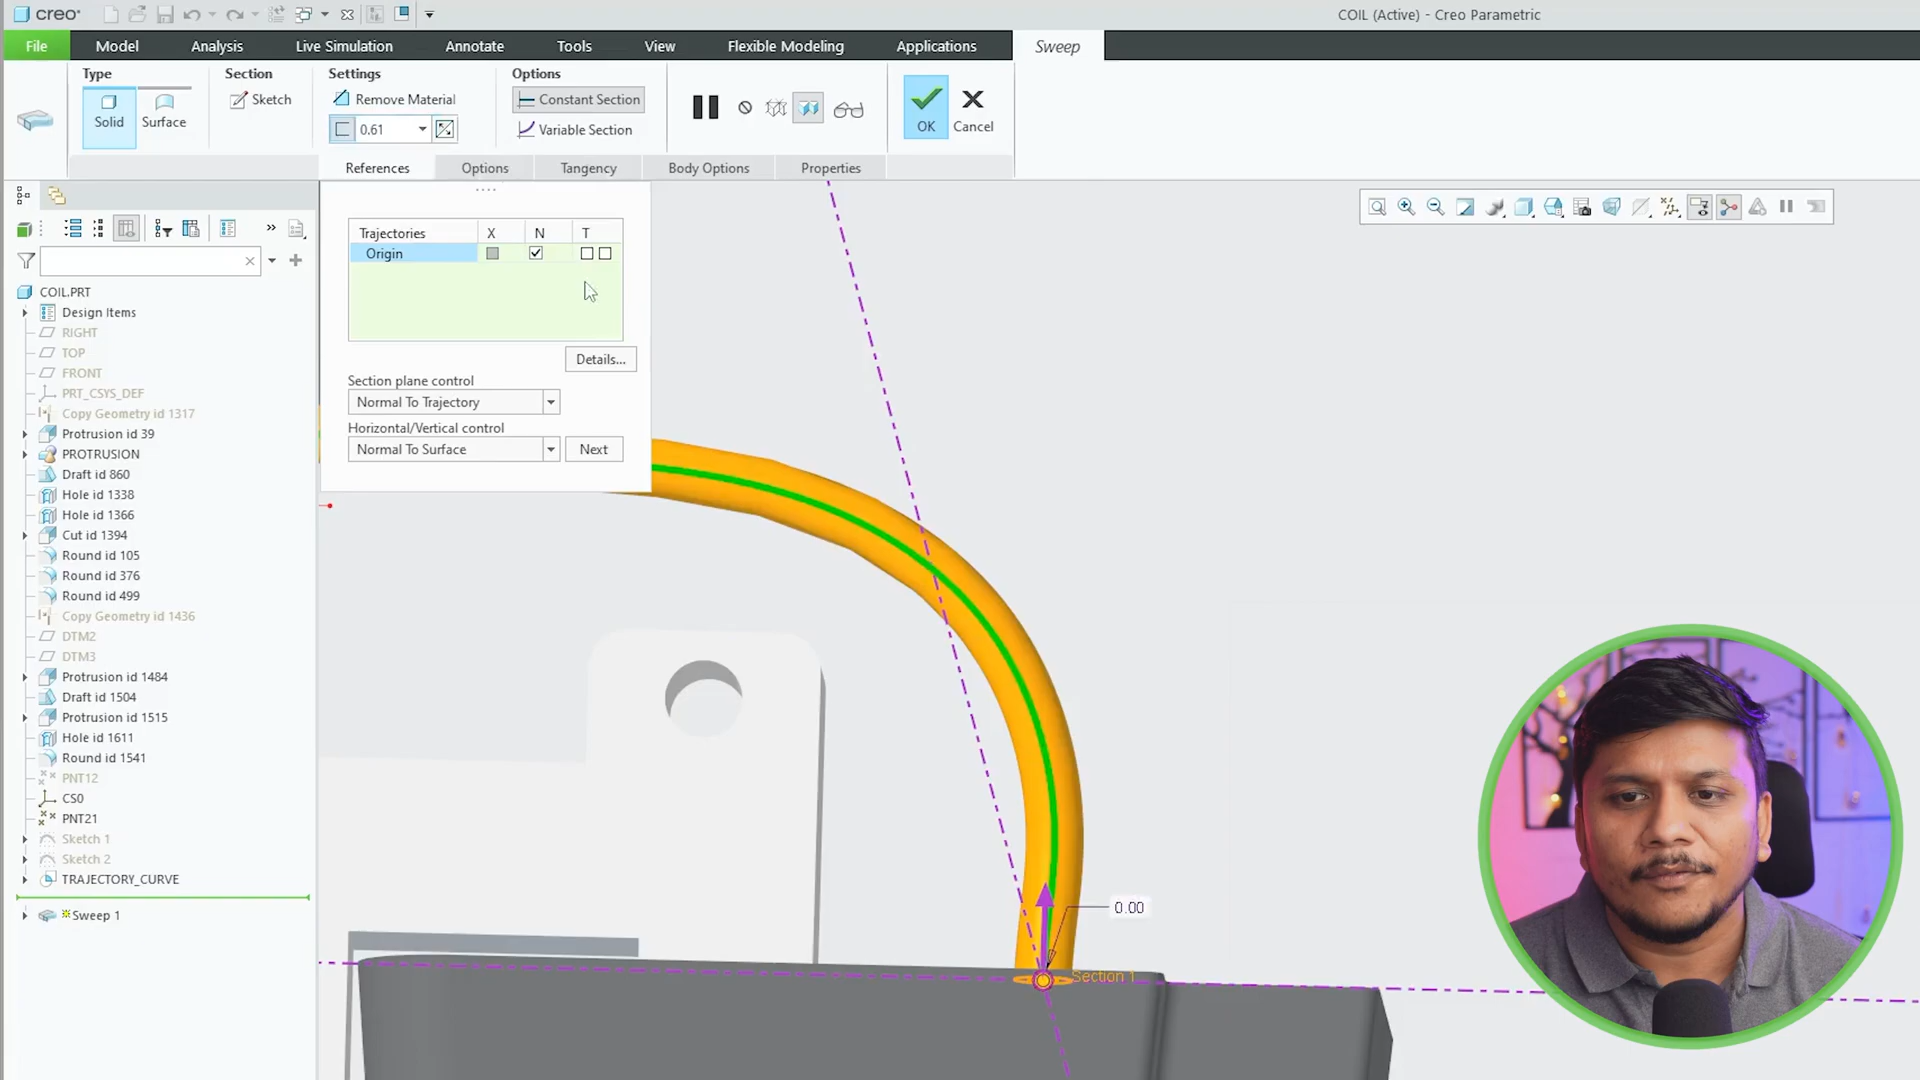 creo
COIL (Active) - Creo Parametric
File Model Analysis Live Simulation Annotate Tools View Flexible Modeling Applications Sweep
Type Section Settings Options
Solid Surface Sketch Remove Material Constant Section
0.61 Variable Section OK Cancel
References Options Tangency Body Options Properties
Trajectories X N T
Origin
Details...
Section plane control
Normal To Trajectory
Horizontal/Vertical control
Normal To Surface Next
COIL.PRT
Design Items
RIGHT
TOP
FRONT
PRT_CSYS_DEF
Copy Geometry id 1317
Protrusion id 39
PROTRUSION
Draft id 860
Hole id 1338
Hole id 1366
Cut id 1394
Round id 105
Round id 376
Round id 499
Copy Geometry id 1436
DTM2
DTM3
Protrusion id 1484
Draft id 1504
Protrusion id 1515
Hole id 1611
Round id 1541
PNT12
CS0
PNT21
Sketch 1
Sketch 2
TRAJECTORY_CURVE
Sweep 1
0.00
Section 1